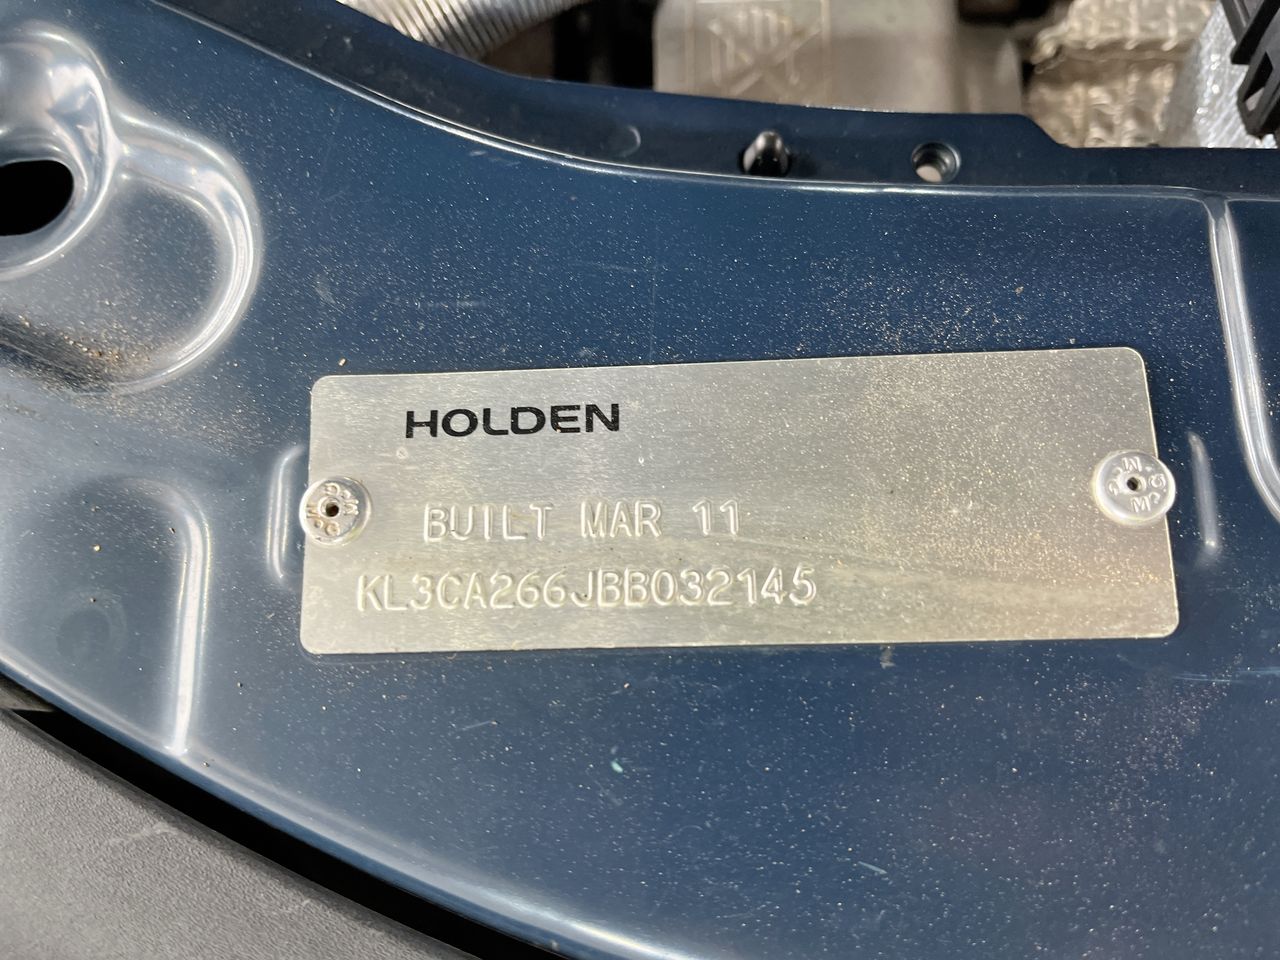 HOLDEN
BUILT MAR 11
KL3CA266JBB032145